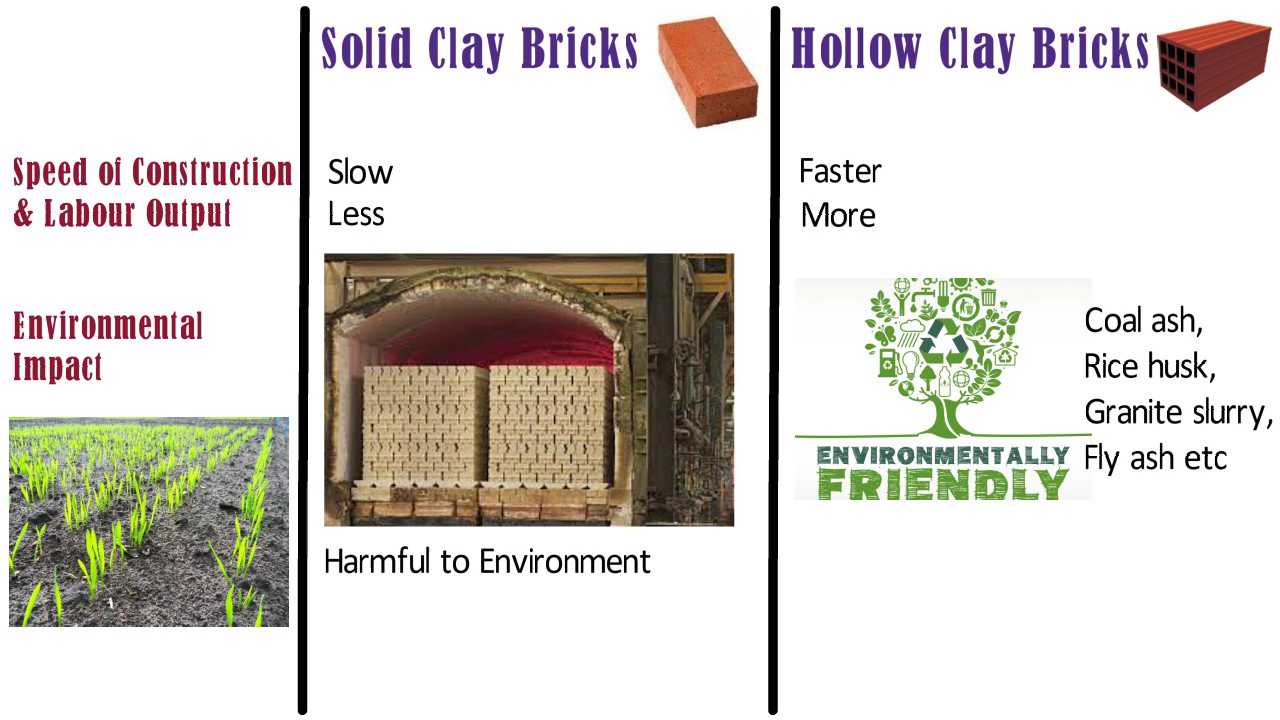 Solid Clay Bricks
Hollow Clay Bricks
Speed of Construction
& Labour Output
Slow
Less
Faster
More
Environmental
Impact
Harmful to Environment
ENVIRONMENTALLY
FRIENDLY
Coal ash,
Rice husk,
Granite slurry,
Fly ash etc